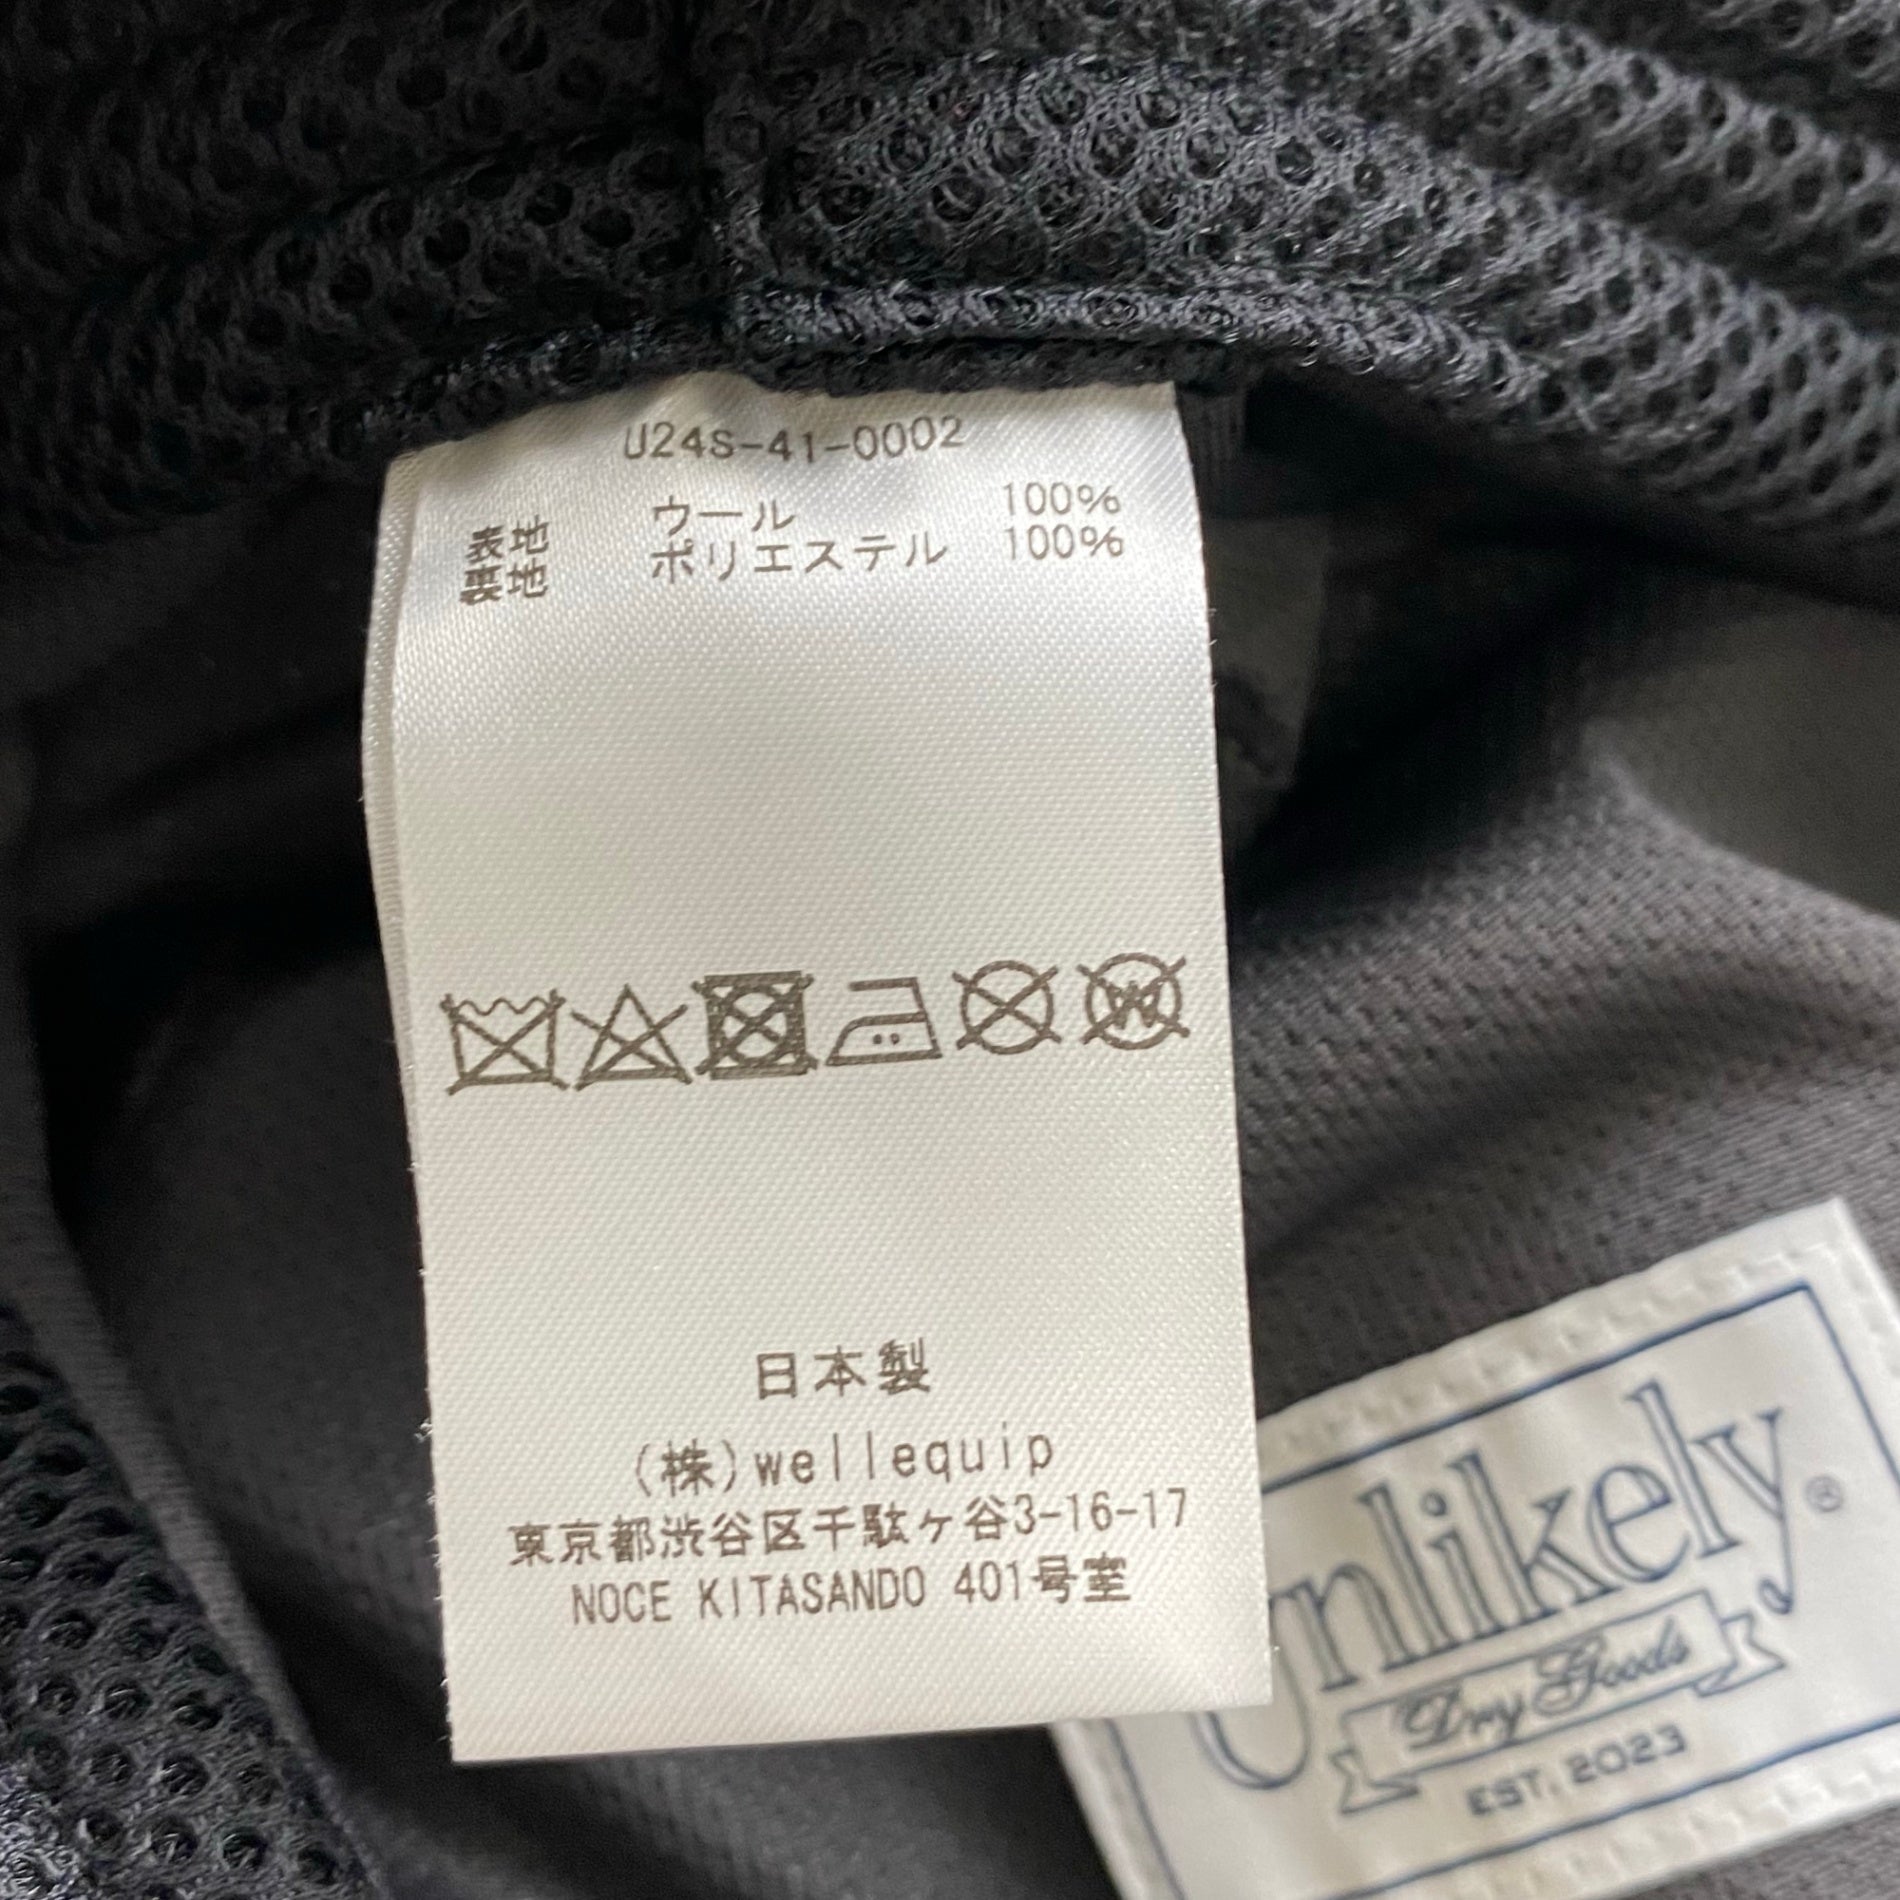 U24S-41-0002
表地 ウール 100%
裏地 ポリエステル 100%
W
日本製
(株)wellequip
東京都渋谷区千駄ヶ谷3-16-17
NOCE KITASANDO 401号室
Unlikely®
Dry Goods
EST. 2023